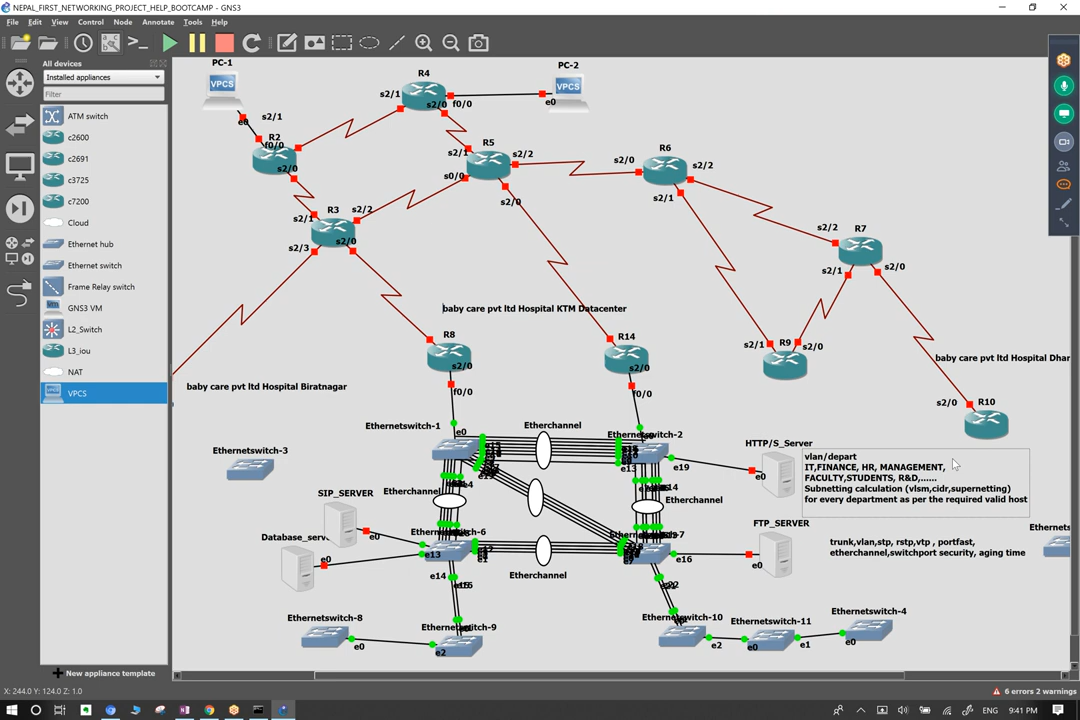 NEPAL_FIRST_NETWORKING_PROJECT_HELP_BOOTCAMP - GNS3
File Edit View Control Node Annotate Tools Help
All devices
Installed appliances
Filter
ATM switch
c2600
c2691
c3725
c7200
Cloud
Ethernet hub
Ethernet switch
Frame Relay switch
GNS3 VM
L2_Switch
L3_iou
NAT
VPCS
New appliance template
PC-1
VPCS
e0
s2/1
R2
f0/0
s2/0
R4
s2/1
s2/0
f0/0
PC-2
VPCS
e0
R5
s2/1
s2/2
s0/0
s2/0
R3
s2/2
s2/1
s2/3
s2/0
R6
s2/0
s2/2
s2/1
R7
s2/2
s2/1
s2/0
baby care pvt ltd Hospital KTM Datacenter
R8
s2/0
f0/0
R14
s2/0
f0/0
R9
s2/1
s2/0
baby care pvt ltd Hospital Dhar
baby care pvt ltd Hospital Biratnagar
R10
s2/0
Ethernetswitch-1
e0
Etherchannel
Ethernetswitch-2
e13
e19
HTTP/S_Server
e0
vlan/depart
IT,FINANCE, HR, MANAGEMENT,
FACULTY,STUDENTS, R&D,......
Subnetting calculation (vlsm,cidr,supernetting)
for every department as per the required valid host
Ethernetswitch-3
SIP_SERVER
e0
Etherchannel
Etherchannel
FTP_SERVER
e0
trunk,vlan,stp, rstp,vtp , portfast,
etherchannel,switchport security, aging time
Ethernets
Database_serv
e0
e13
e1
e14
Etherchannel
e16
Ethernetswitch-8
e0
Ethernetswitch-9
e2
Ethernetswitch-10
e2
Ethernetswitch-11
e0
e1
Ethernetswitch-4
e0
X: 244.0 Y: 124.0 Z: 1.0
6 errors 2 warnings
ENG
9:41 PM